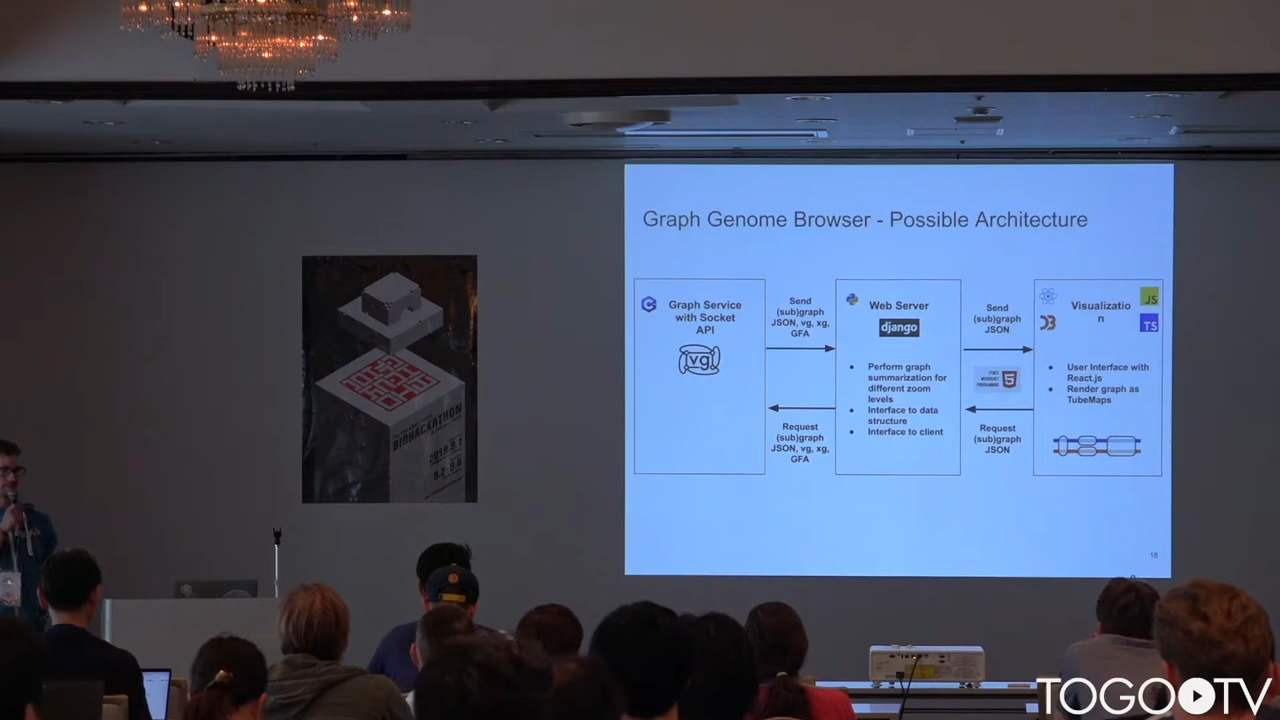 Graph Genome Browser - Possible Architecture
Graph Service
with Socket
API
vg
Send
(sub)graph
JSON, vg, xg,
GFA
Request
(sub)graph
JSON, vg, xg,
GFA
Web Server
django
Perform graph
summarization for
different zoom
levels
Interface to data
structure
Interface to client
Send
(sub)graph
JSON
5
Request
(sub)graph
JSON
JS
TS
Visualizatio
n
User Interface with
React.js
Render graph as
TubeMaps
18
BIOHACKATHON
TOGO TV